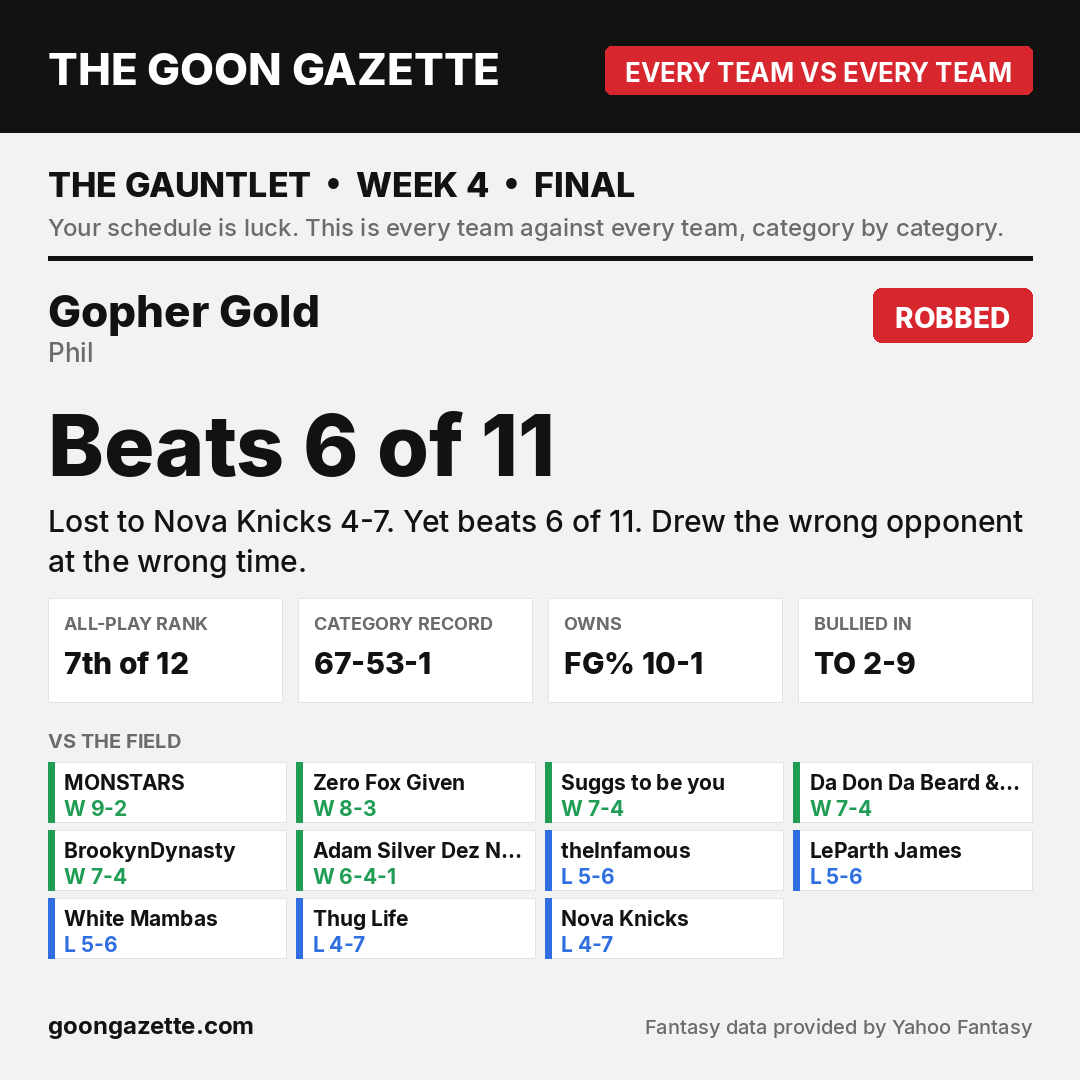 THE GOON GAZETTE
EVERY TEAM VS EVERY TEAM
THE GAUNTLET • WEEK 4 • FINAL
Your schedule is luck. This is every team against every team, category by category.
Gopher Gold
ROBBED
Phil
Beats 6 of 11
Lost to Nova Knicks 4-7. Yet beats 6 of 11. Drew the wrong opponent
at the wrong time.
ALL-PLAY RANK
7th of 12
CATEGORY RECORD
67-53-1
OWNS
FG% 10-1
BULLIED IN
TO 2-9
VS THE FIELD
MONSTARS
W 9-2
Zero Fox Given
W 8-3
Suggs to be you
W 7-4
Da Don Da Beard &...
W 7-4
BrookynDynasty
W 7-4
Adam Silver Dez N...
W 6-4-1
theInfamous
L 5-6
LeParth James
L 5-6
White Mambas
L 5-6
Thug Life
L 4-7
Nova Knicks
L 4-7
goongazette.com
Fantasy data provided by Yahoo Fantasy